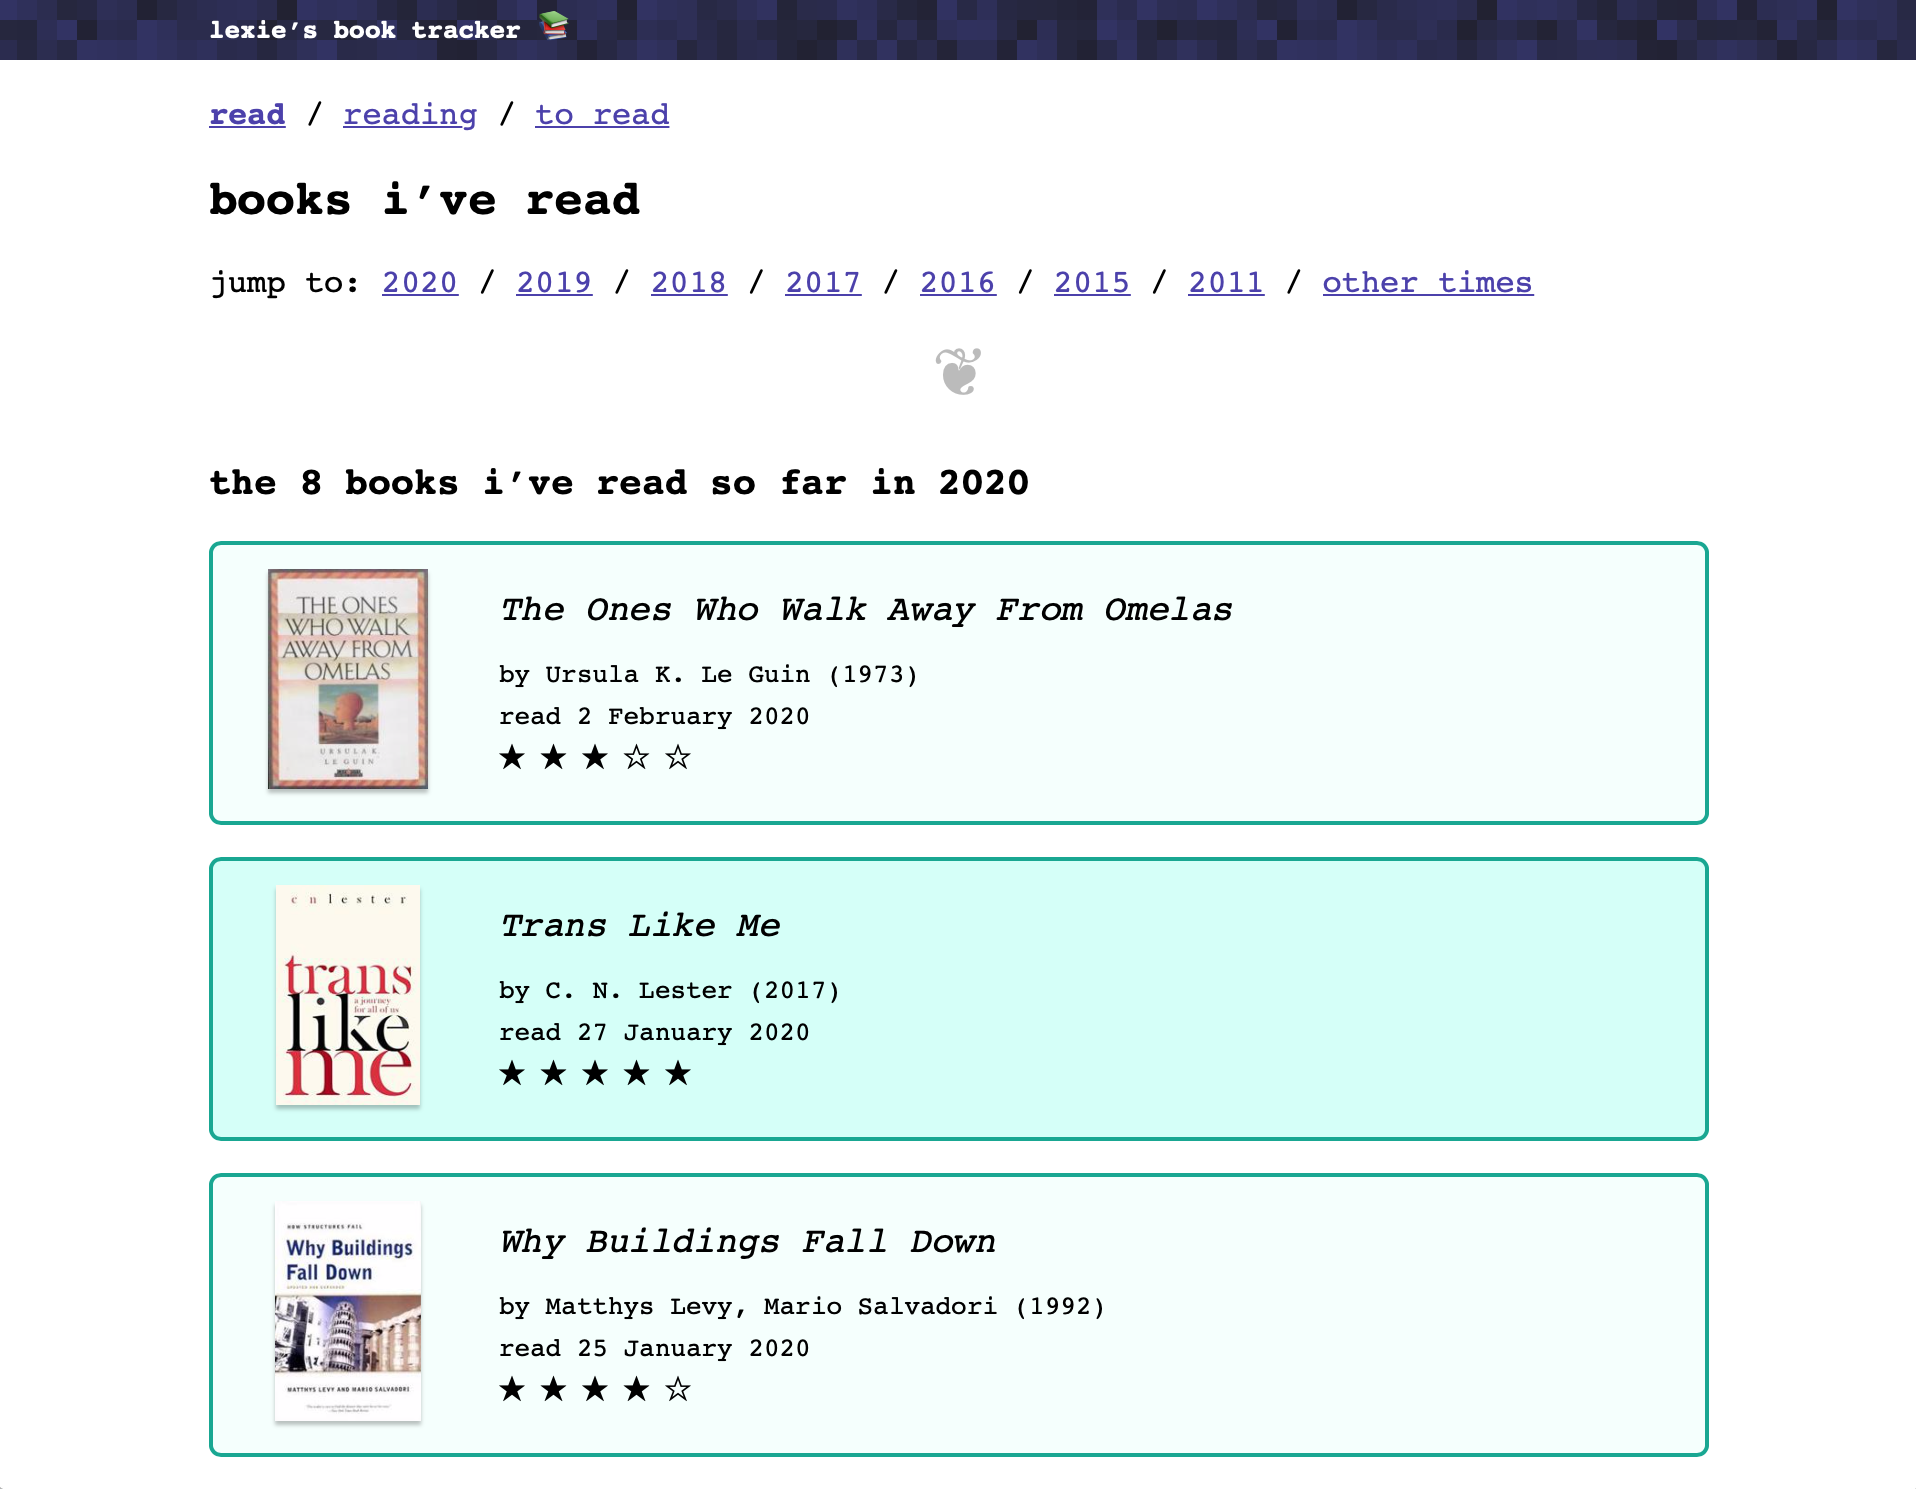 lexie’s book tracker 📚
read / reading / to read
books i’ve read
jump to: 2020 / 2019 / 2018 / 2017 / 2016 / 2015 / 2011 / other times
❦
the 8 books i’ve read so far in 2020
THE ONES
WHO WALK
AWAY FROM
OMELAS
URSULA K.
LE GUIN
The Ones Who Walk Away From Omelas
by Ursula K. Le Guin (1973)
read 2 February 2020
★ ★ ★ ☆ ☆
c n lester
trans
a journey
for all of us
like
me
Trans Like Me
by C. N. Lester (2017)
read 27 January 2020
★ ★ ★ ★ ★
HOW STRUCTURES FAIL
Why Buildings
Fall Down
UPDATED AND EXPANDED
MATTHYS LEVY AND MARIO SALVADORI
Why Buildings Fall Down
by Matthys Levy, Mario Salvadori (1992)
read 25 January 2020
★ ★ ★ ★ ☆